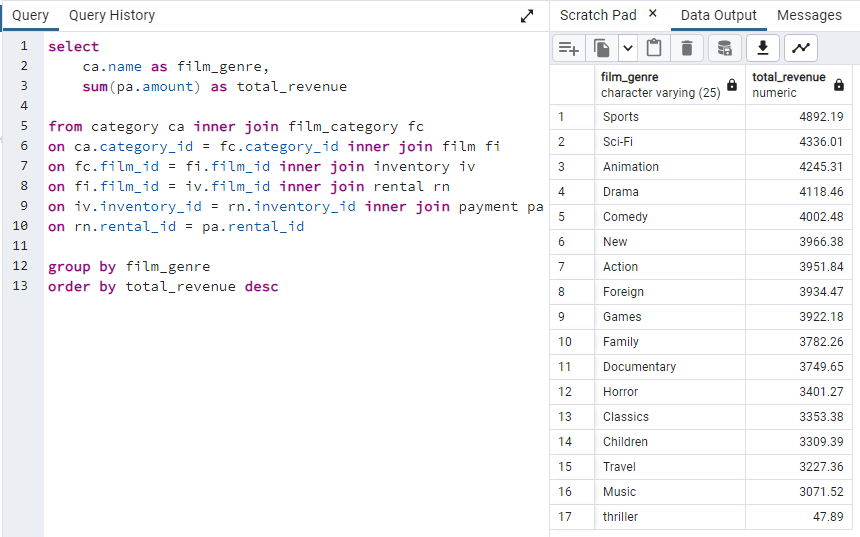 Query Query History
1 select
2 ca.name as film_genre,
3 sum(pa.amount) as total_revenue
4
5 from category ca inner join film_category fc
6 on ca.category_id = fc.category_id inner join film fi
7 on fc.film_id = fi.film_id inner join inventory iv
8 on fi.film_id = iv.film_id inner join rental rn
9 on iv.inventory_id = rn.inventory_id inner join payment pa
10 on rn.rental_id = pa.rental_id
11
12 group by film_genre
13 order by total_revenue desc
Scratch Pad × Data Output Messages
film_genre total_revenue
character varying (25) numeric
1 Sports 4892.19
2 Sci-Fi 4336.01
3 Animation 4245.31
4 Drama 4118.46
5 Comedy 4002.48
6 New 3966.38
7 Action 3951.84
8 Foreign 3934.47
9 Games 3922.18
10 Family 3782.26
11 Documentary 3749.65
12 Horror 3401.27
13 Classics 3353.38
14 Children 3309.39
15 Travel 3227.36
16 Music 3071.52
17 thriller 47.89